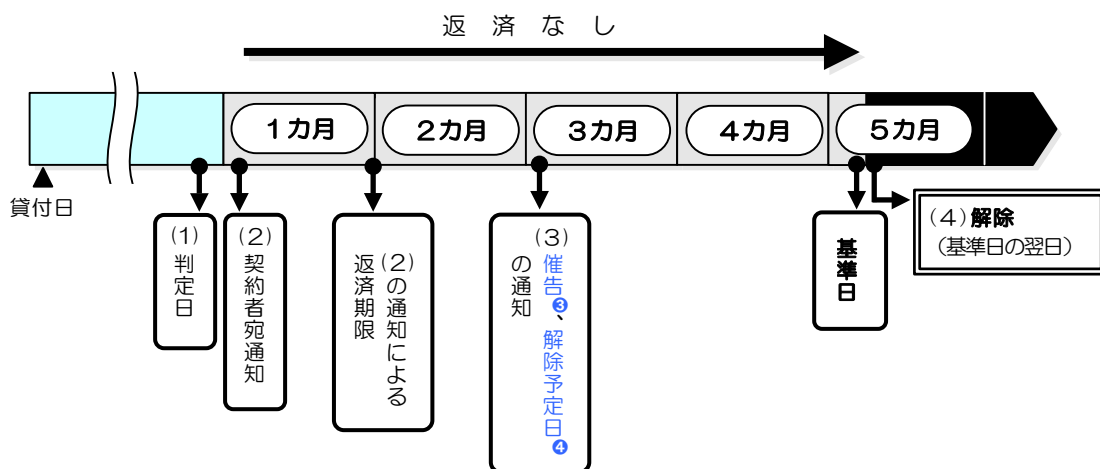 返済なし
1カ月
2カ月
3カ月
4カ月
5カ月
貸付日
(1)
判定日
(2)
契約者宛通知
(2)の通知による
返済期限
(3)
催告❸、解除予定日❹
の通知
基準日
(4)解除
(基準日の翌日)